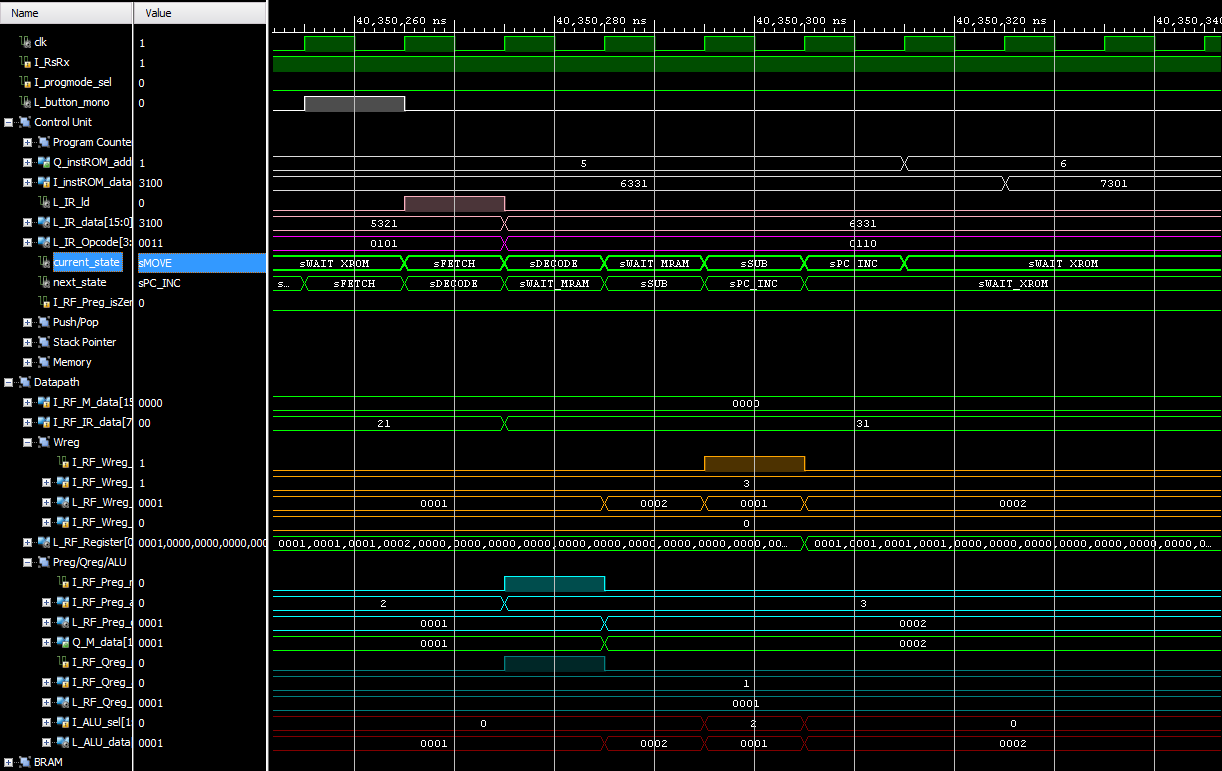 Name Value 40,350,260 ns 40,350,280 ns 40,350,300 ns 40,350,320 ns 40,350,340
clk 1
I_RsRx 1
I_progmode_sel 0
L_button_mono 0
Control Unit
Program Counte
Q_instROM_add 1 5 6
I_instROM_data 3100 6331 7301
L_IR_ld 0
L_IR_data[15:0] 3100 5321 6331
L_IR_Opcode[3: 0011 0101 0110
current_state sMOVE sWAIT_XROM sFETCH sDECODE sWAIT_MRAM sSUB sPC_INC sWAIT_XROM
next_state sPC_INC s... sFETCH sDECODE sWAIT_MRAM sSUB sPC_INC sWAIT_XROM
I_RF_Preg_isZer 0
Push/Pop
Stack Pointer
Memory
Datapath
I_RF_M_data[15 0000 0000
I_RF_IR_data[7 00 21 31
Wreg
I_RF_Wreg_ 1
I_RF_Wreg_ 1 3
L_RF_Wreg_ 0001 0001 0002 0001 0002
I_RF_Wreg_ 0 0
L_RF_Register[0 0001,0000,0000,0000,000 0001,0001,0001,0002,0000,0000,0000,0000,0000,0000,0000,0000,00... 0001,0001,0001,0001,0000,0000,0000,0000,0000,0000,0000,0...
Preg/Qreg/ALU
I_RF_Preg_r 0
I_RF_Preg_a 0 2 3
L_RF_Preg_ 0001 0001 0002
Q_M_data[1 0001 0001 0002
I_RF_Qreg_ 0
I_RF_Qreg_ 0 1
L_RF_Qreg_ 0001 0001
I_ALU_sel[1 0 0 2 0
L_ALU_data 0001 0001 0002 0001 0002
BRAM